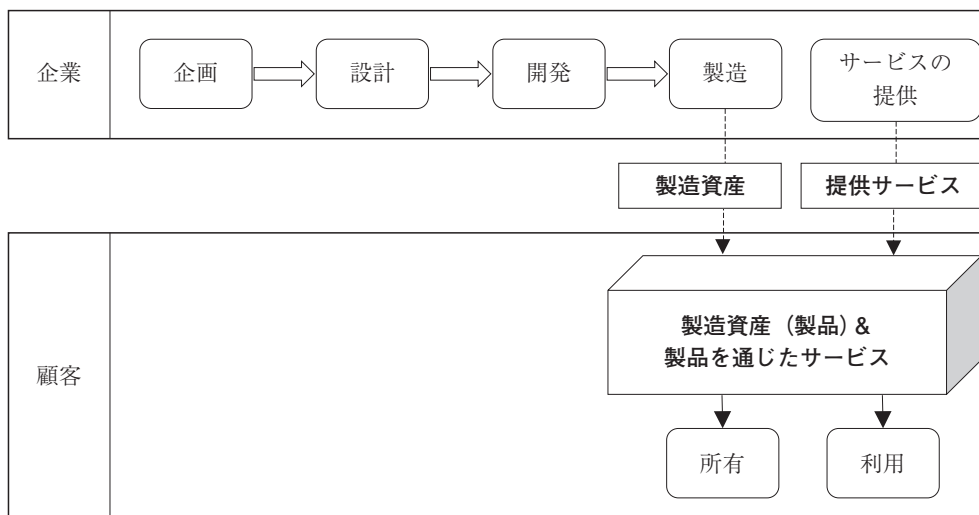 企業
企画
設計
開発
製造
サービスの
提供
製造資産
提供サービス
顧客
製造資産（製品）&
製品を通じたサービス
所有
利用